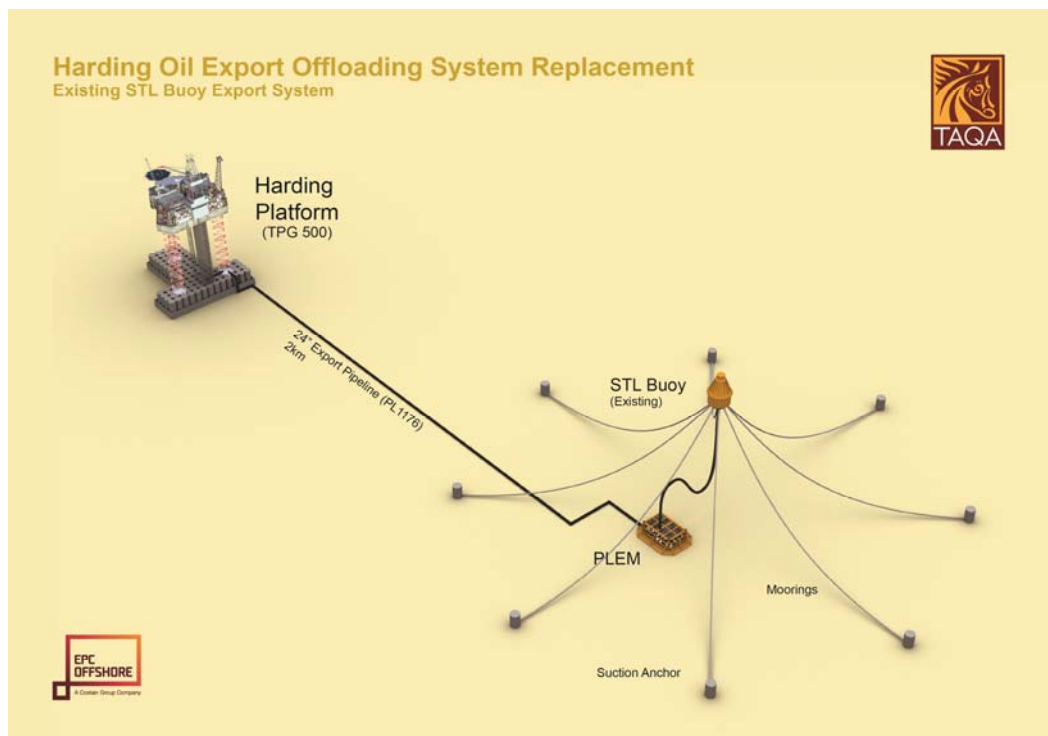 Harding Oil Export Offloading System Replacement
Existing STL Buoy Export System
TAQA
Harding
Platform
(TPG 500)
24" Export Pipeline (PL1176)
2km
STL Buoy
(Existing)
PLEM
Moorings
Suction Anchor
EPC
OFFSHORE
A Costain Group Company